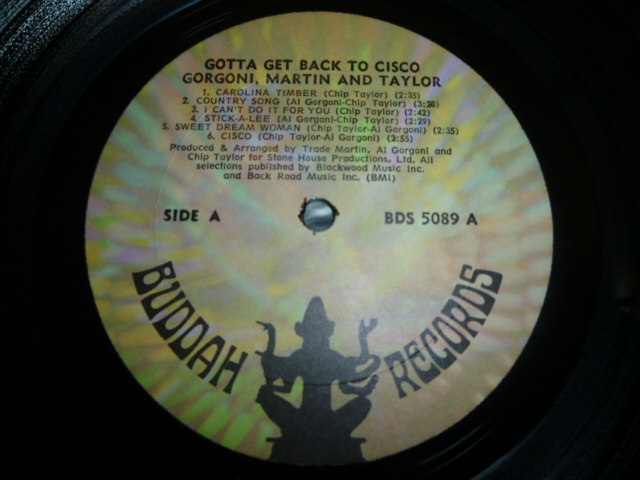 GOTTA GET BACK TO CISCO
GORGONI, MARTIN AND TAYLOR
1. CAROLINA TIMBER (Chip Taylor) (2:35)
2. COUNTRY SONG (Al Gorgoni-Chip Taylor) (3:28)
3. I CAN'T DO IT FOR YOU (Chip Taylor) (2:42)
4. STICK-A-LEE (Al Gorgoni-Chip Taylor) (2:29)
5. SWEET DREAM WOMAN (Chip Taylor-Al Gorgoni) (2:35)
6. CISCO (Chip Taylor-Al Gorgoni) (2:55)
Produced & Arranged by Trade Martin, Al Gorgoni and
Chip Taylor for Stone House Productions, Ltd. All
selections published by Blackwood Music Inc.
and Back Road Music Inc. (BMI)
SIDE A
BDS 5089 A
BUDDAH RECORDS